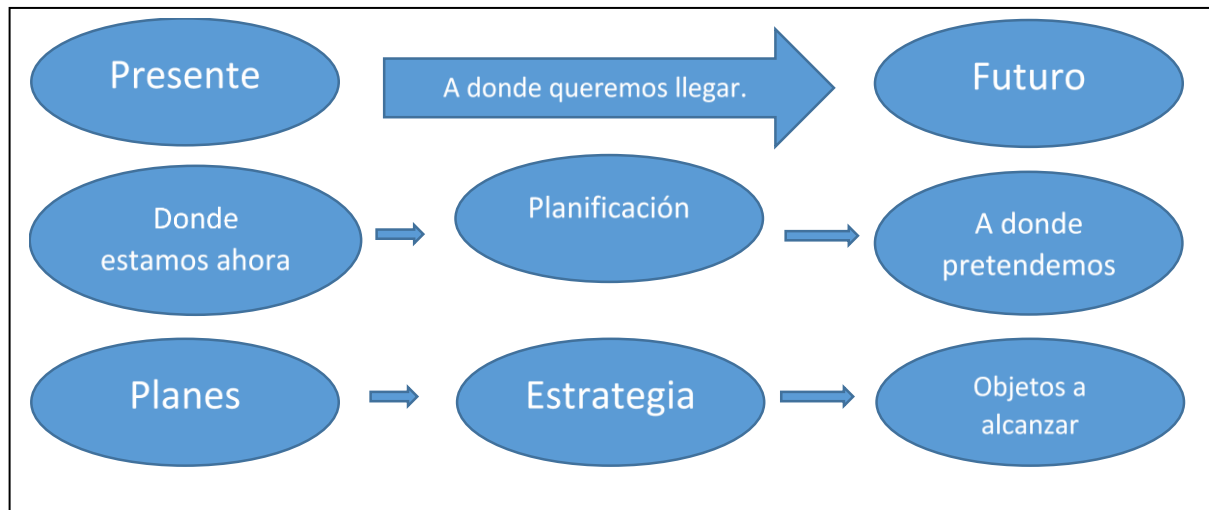 Presente
A donde queremos llegar.
Futuro
Donde
estamos ahora
Planificación
A donde
pretendemos
Planes
Estrategia
Objetos a
alcanzar